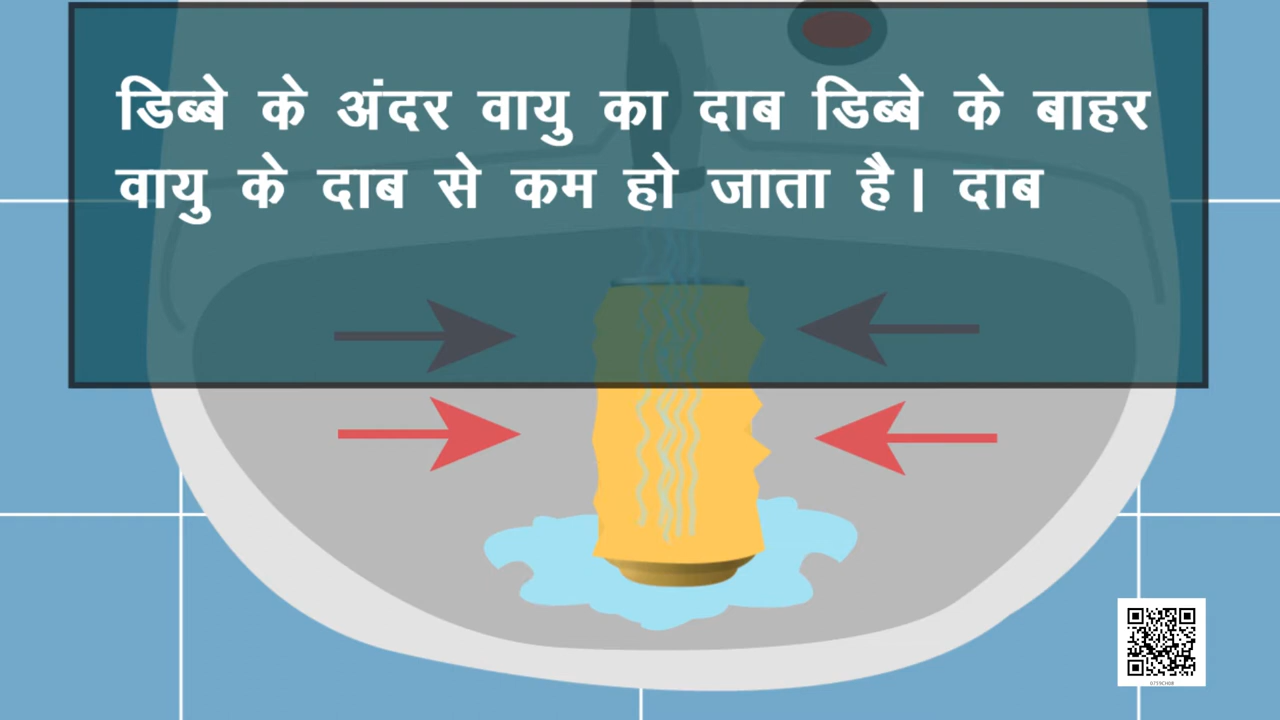 डिब्बे के अंदर वायु का दाब डिब्बे के बाहर
वायु के दाब से कम हो जाता है। दाब